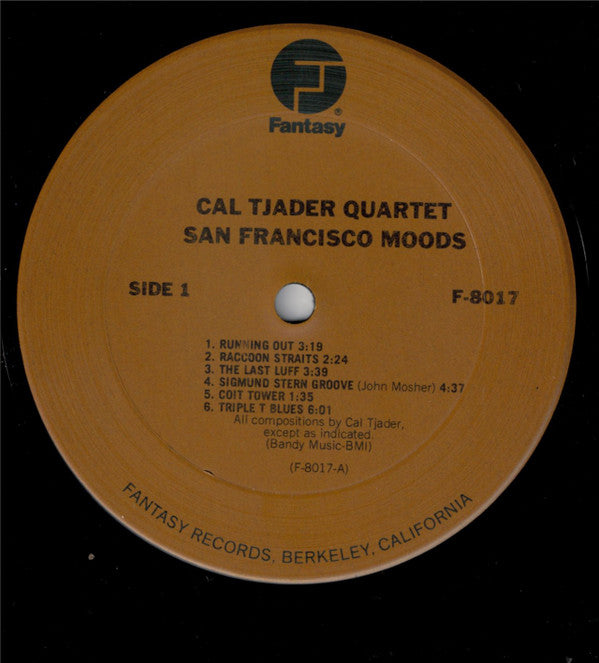 ®
Fantasy
CAL TJADER QUARTET
SAN FRANCISCO MOODS
SIDE 1
F-8017
1. RUNNING OUT 3:19
2. RACCOON STRAITS 2:24
3. THE LAST LUFF 3:39
4. SIGMUND STERN GROOVE (John Mosher) 4:37
5. COIT TOWER 1:35
6. TRIPLE T BLUES 6:01
All compositions by Cal Tjader,
except as indicated.
(Bandy Music-BMI)
(F-8017-A)
FANTASY RECORDS, BERKELEY, CALIFORNIA